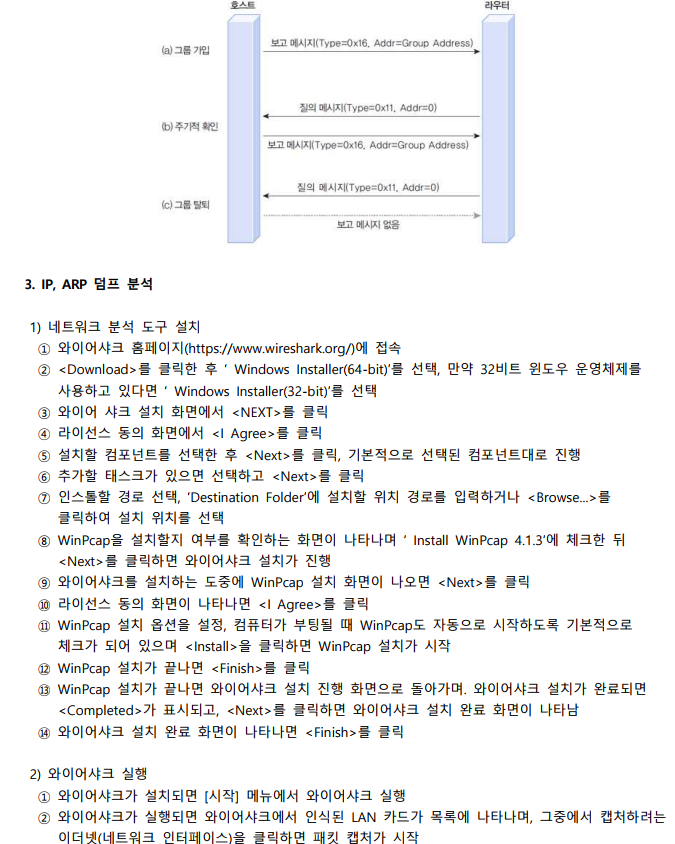 호스트
라우터
(a) 그룹 가입
보고 메시지(Type=0x16, Addr=Group Address)
질의 메시지(Type=0x11, Addr=0)
(b) 주기적 확인
보고 메시지(Type=0x16, Addr=Group Address)
질의 메시지(Type=0x11, Addr=0)
(c) 그룹 탈퇴
보고 메시지 없음
3. IP, ARP 덤프 분석
1) 네트워크 분석 도구 설치
① 와이어샤크 홈페이지(https://www.wireshark.org/)에 접속
② <Download>를 클릭한 후 ‘ Windows Installer(64-bit)’를 선택, 만약 32비트 윈도우 운영체제를
사용하고 있다면 ‘ Windows Installer(32-bit)’를 선택
③ 와이어 샤크 설치 화면에서 <NEXT>를 클릭
④ 라이선스 동의 화면에서 <I Agree>를 클릭
⑤ 설치할 컴포넌트를 선택한 후 <Next>를 클릭, 기본적으로 선택된 컴포넌트대로 진행
⑥ 추가할 태스크가 있으면 선택하고 <Next>를 클릭
⑦ 인스톨할 경로 선택, ‘Destination Folder’에 설치할 위치 경로를 입력하거나 <Browse...>를
클릭하여 설치 위치를 선택
⑧ WinPcap을 설치할지 여부를 확인하는 화면이 나타나며 ‘ Install WinPcap 4.1.3’에 체크한 뒤
<Next>를 클릭하면 와이어샤크 설치가 진행
⑨ 와이어샤크를 설치하는 도중에 WinPcap 설치 화면이 나오면 <Next>를 클릭
⑩ 라이선스 동의 화면이 나타나면 <I Agree>를 클릭
⑪ WinPcap 설치 옵션을 설정, 컴퓨터가 부팅될 때 WinPcap도 자동으로 시작하도록 기본적으로
체크가 되어 있으며 <Install>을 클릭하면 WinPcap 설치가 시작
⑫ WinPcap 설치가 끝나면 <Finish>를 클릭
⑬ WinPcap 설치가 끝나면 와이어샤크 설치 진행 화면으로 돌아가며. 와이어샤크 설치가 완료되면
<Completed>가 표시되고, <Next>를 클릭하면 와이어샤크 설치 완료 화면이 나타남
⑭ 와이어샤크 설치 완료 화면이 나타나면 <Finish>를 클릭
2) 와이어샤크 실행
① 와이어샤크가 설치되면 [시작] 메뉴에서 와이어샤크 실행
② 와이어샤크가 실행되면 와이어샤크에서 인식된 LAN 카드가 목록에 나타나며, 그중에서 캡처하려는
이더넷(네트워크 인터페이스)을 클릭하면 패킷 캡처가 시작